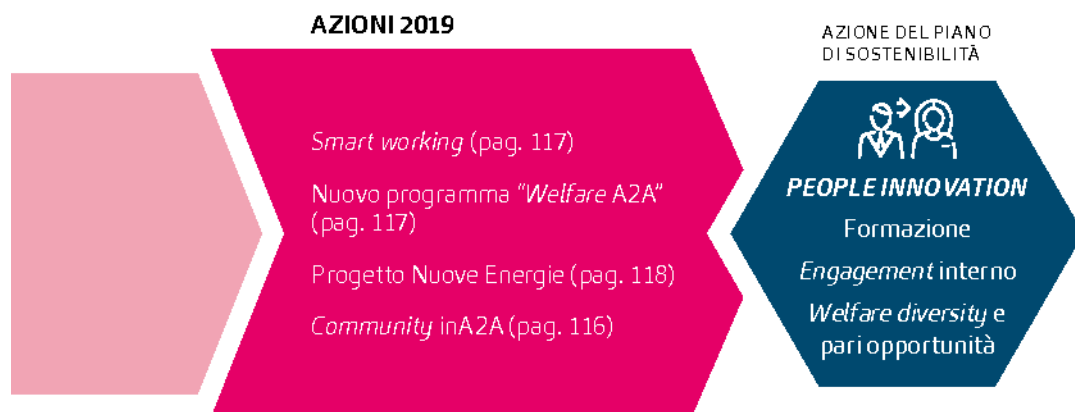 AZIONI 2019
Smart working (pag. 117)
Nuovo programma “Welfare A2A”
(pag. 117)
Progetto Nuove Energie (pag. 118)
Community inA2A (pag. 116)
AZIONE DEL PIANO
DI SOSTENIBILITÀ
PEOPLE INNOVATION
Formazione
Engagement interno
Welfare diversity e
pari opportunità